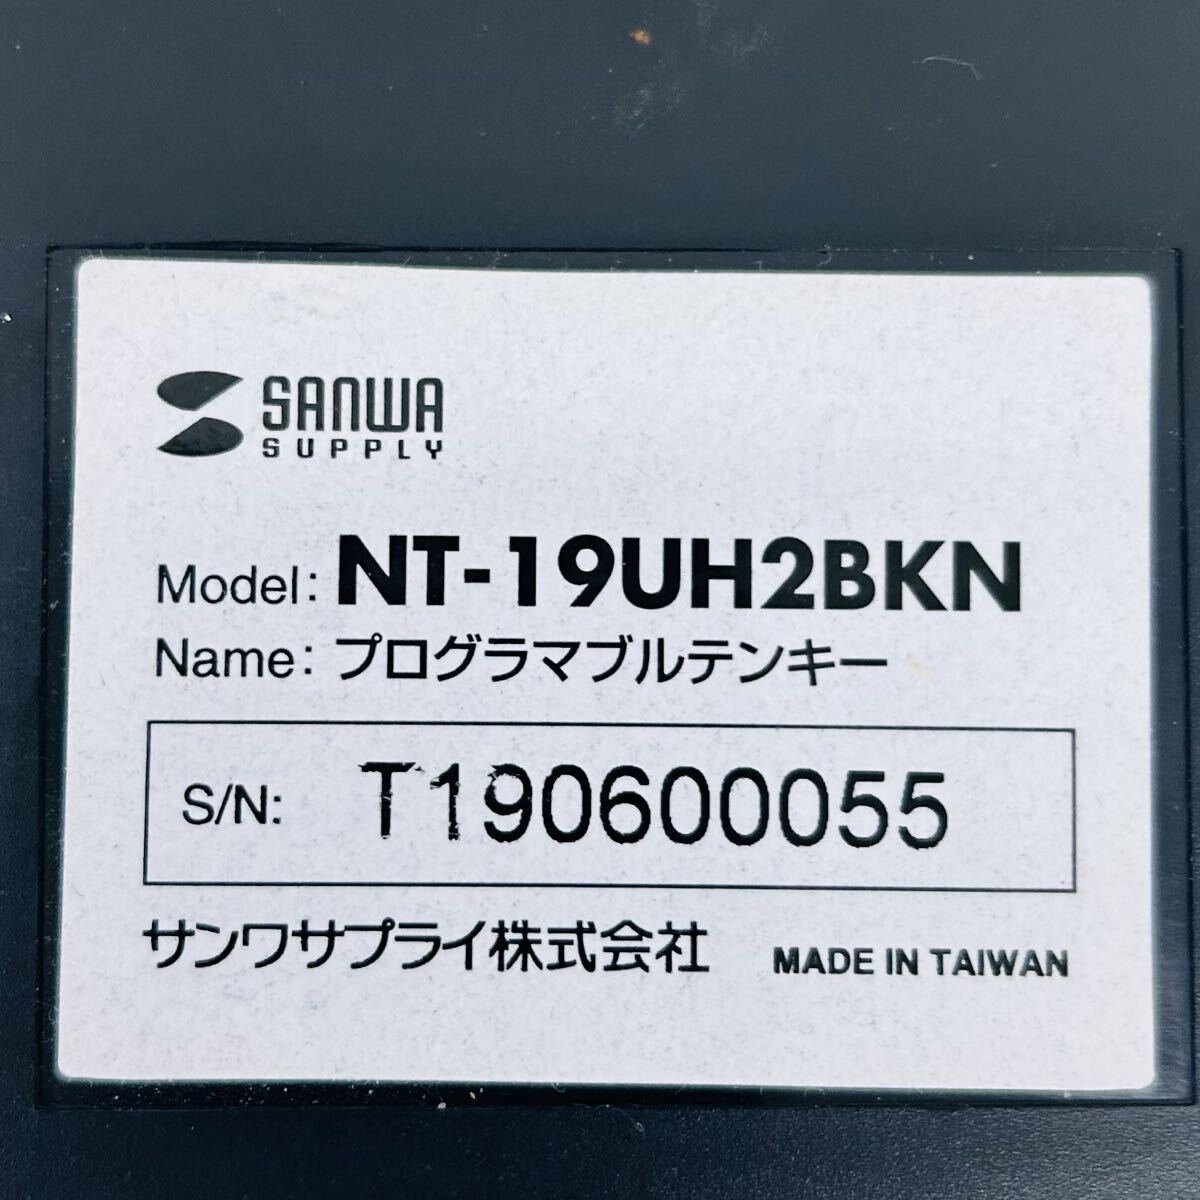 SANWA
SUPPLY
Model: NT-19UH2BKN
Name: プログラマブルテンキー
S/N: T190600055
サンワサプライ株式会社 MADE IN TAIWAN